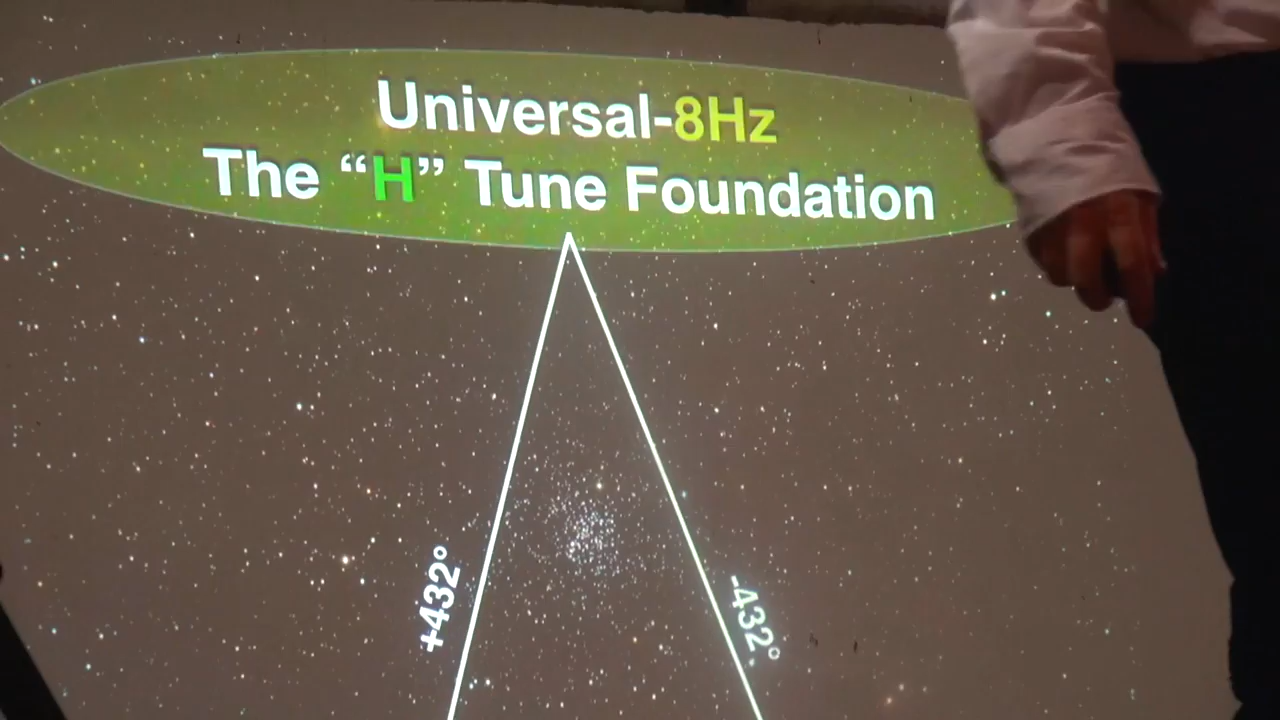 Universal-8Hz
The “H” Tune Foundation
+432°
-432°